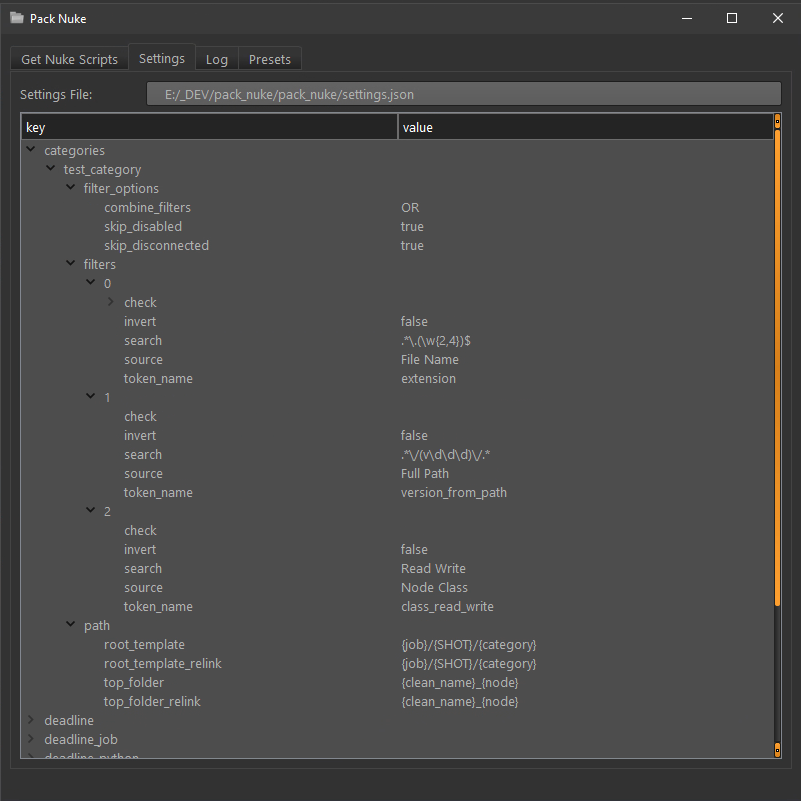 Pack Nuke
Get Nuke Scripts Settings Log Presets
Settings File: E:/_DEV/pack_nuke/pack_nuke/settings.json
key value
categories
test_category
filter_options
combine_filters OR
skip_disabled true
skip_disconnected true
filters
0
check
invert false
search .*\.(\w{2,4})$
source File Name
token_name extension
1
check
invert false
search .*\/(v\d\d\d)\/.*
source Full Path
token_name version_from_path
2
check
invert false
search Read Write
source Node Class
token_name class_read_write
path
root_template {job}/{SHOT}/{category}
root_template_relink {job}/{SHOT}/{category}
top_folder {clean_name}_{node}
top_folder_relink {clean_name}_{node}
deadline
deadline_job
deadline_python